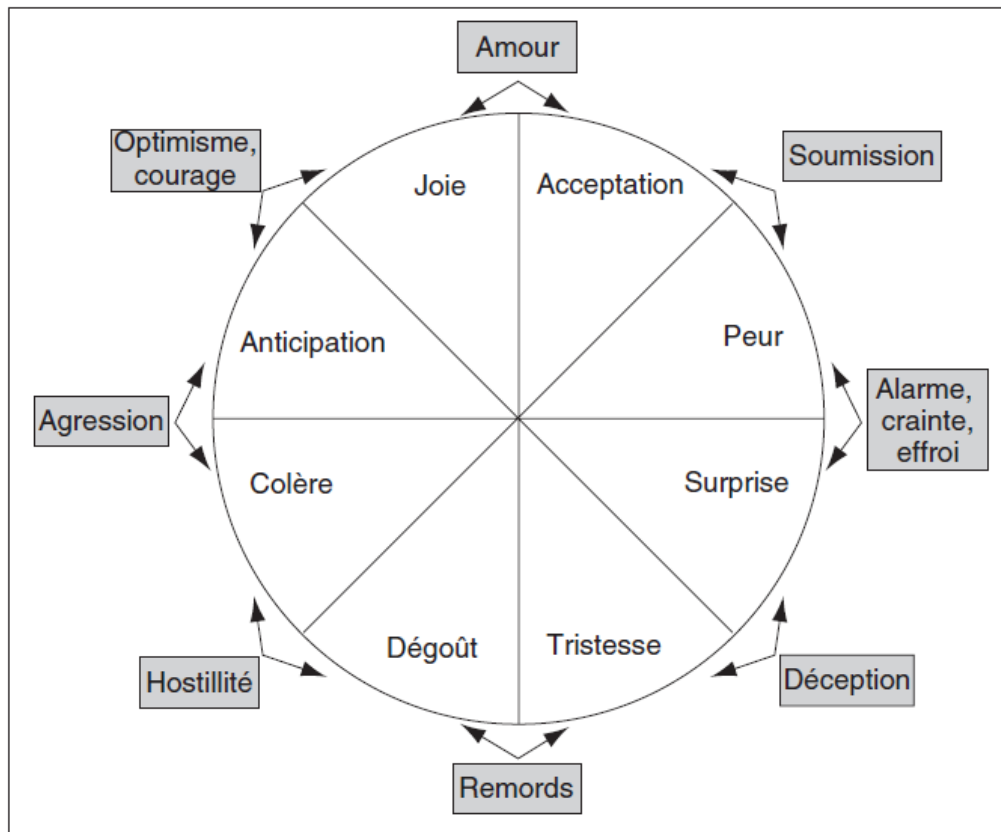 Amour
Optimisme,
courage
Soumission
Joie
Acceptation
Anticipation
Peur
Agression
Alarme,
crainte,
effroi
Colère
Surprise
Dégoût
Tristesse
Hostillité
Déception
Remords